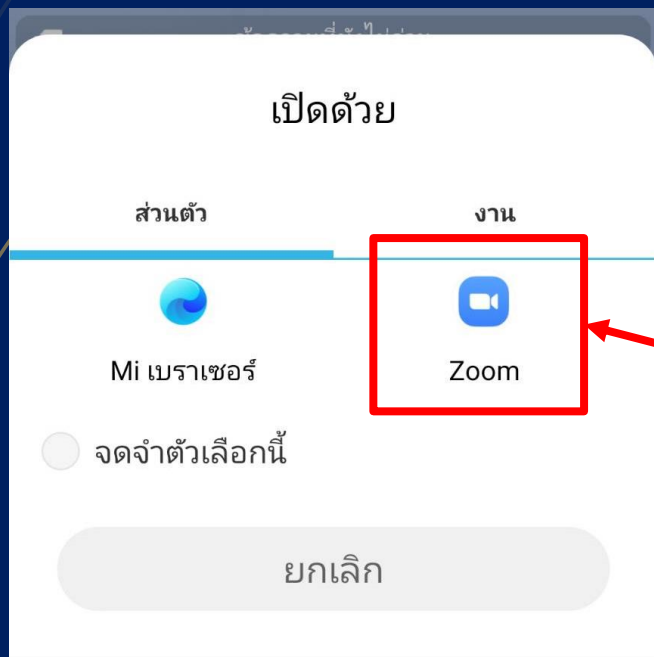 เปิดด้วย
ส่วนตัว งาน
Mi เบราเซอร์ Zoom
จดจำตัวเลือกนี้
ยกเลิก